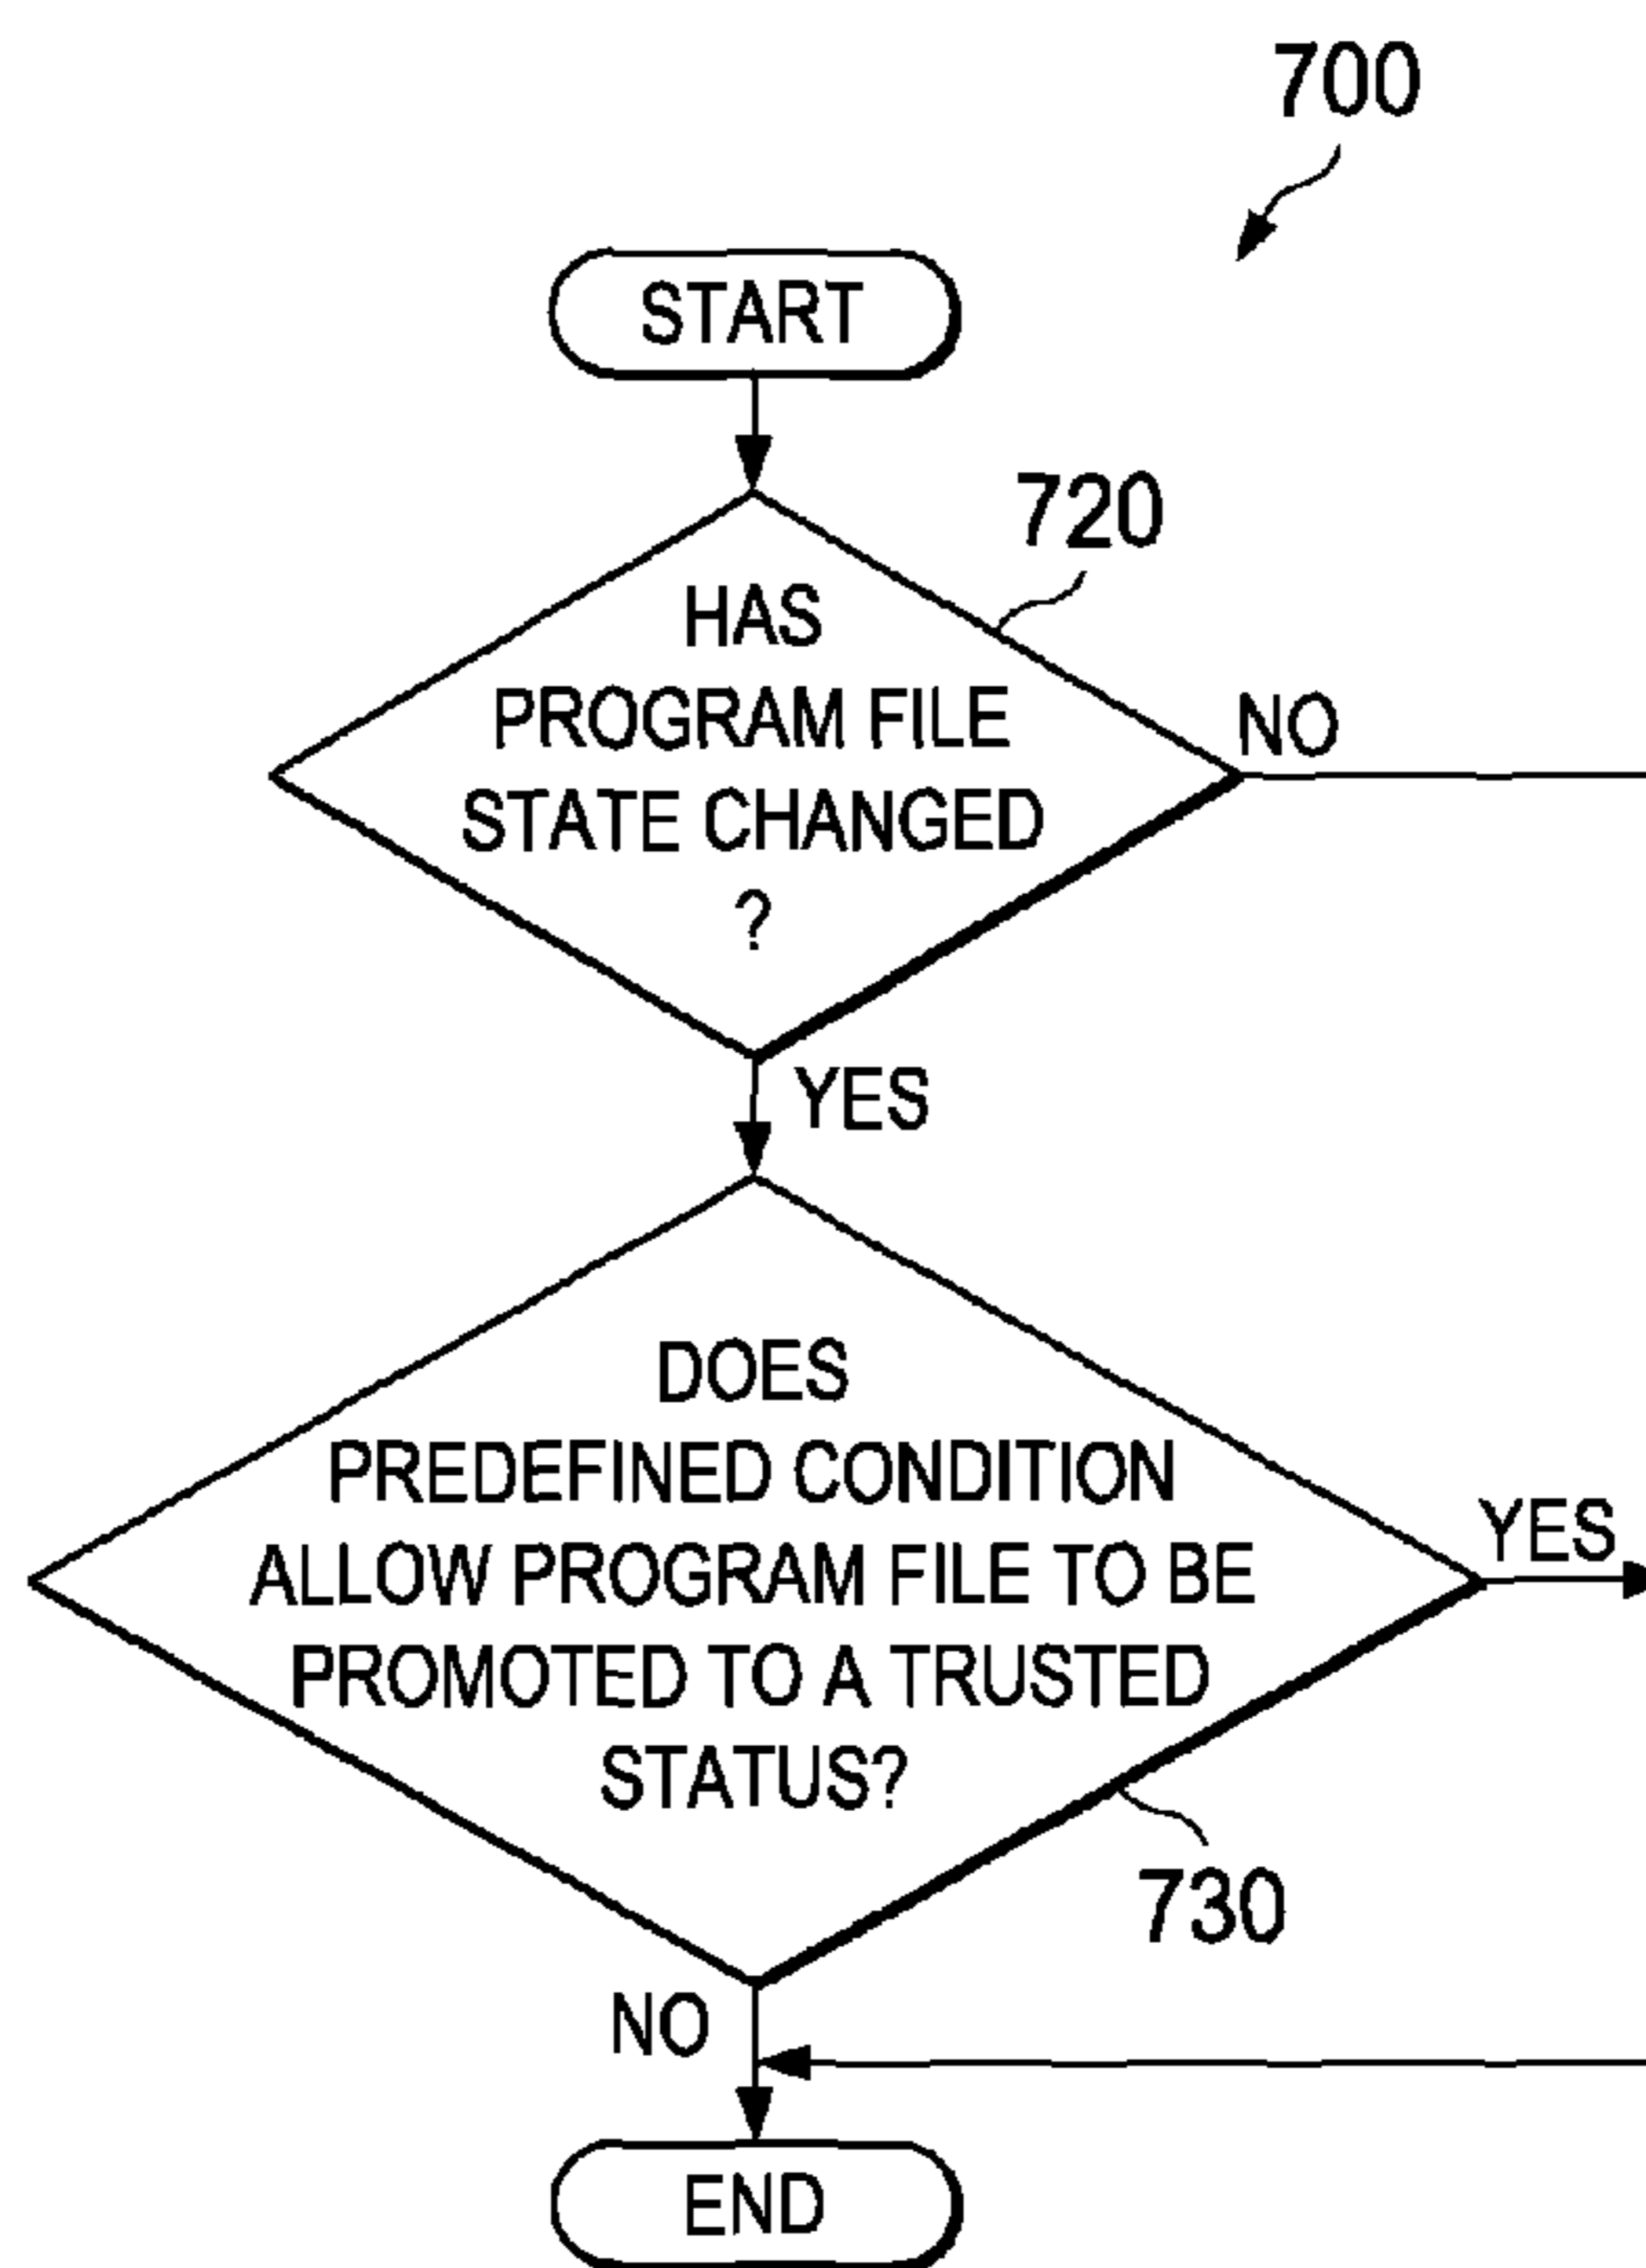 700
START
720
HAS
PROGRAM FILE
STATE CHANGED
?
NO
YES
DOES
PREDEFINED CONDITION
ALLOW PROGRAM FILE TO BE
PROMOTED TO A TRUSTED
STATUS?
YES
730
NO
END